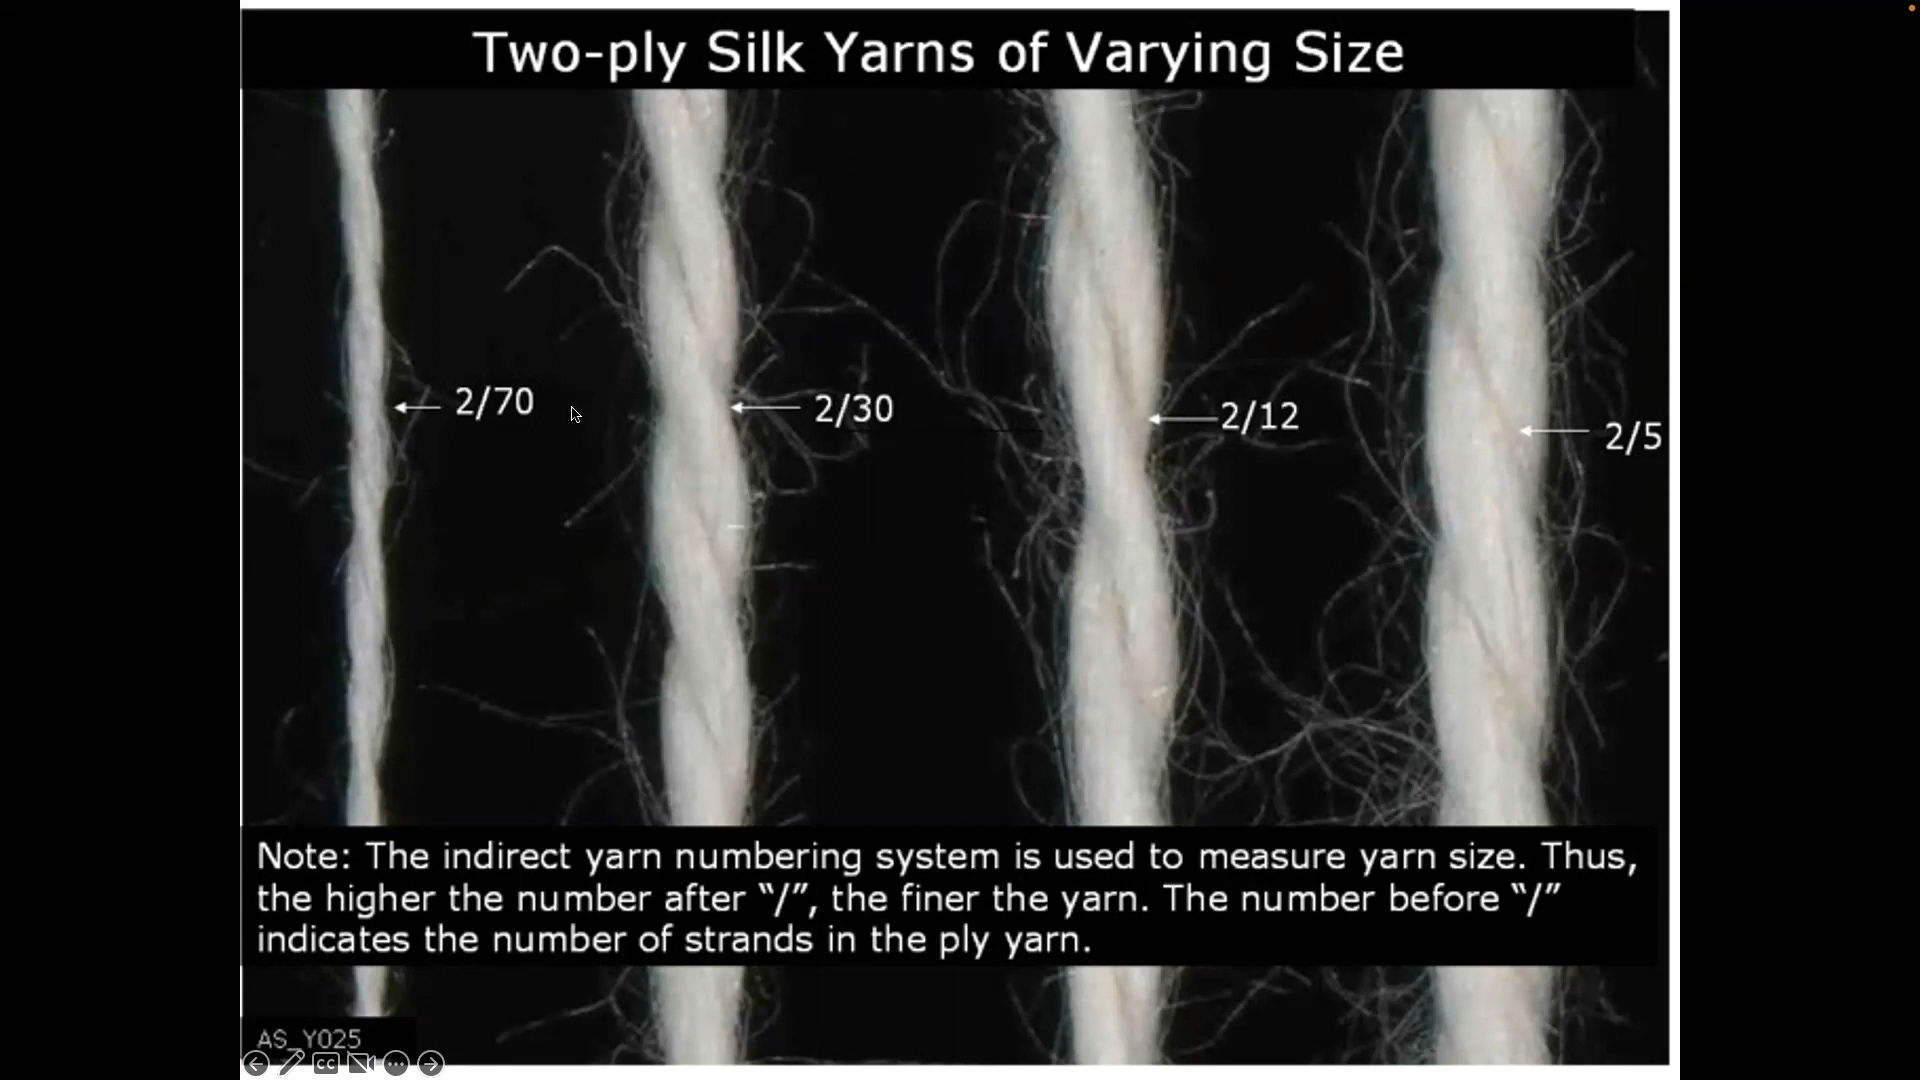 Two-ply Silk Yarns of Varying Size
2/70
2/30
2/12
2/5
Note: The indirect yarn numbering system is used to measure yarn size. Thus,
the higher the number after “/”, the finer the yarn. The number before “/”
indicates the number of strands in the ply yarn.
AS_Y025
CC